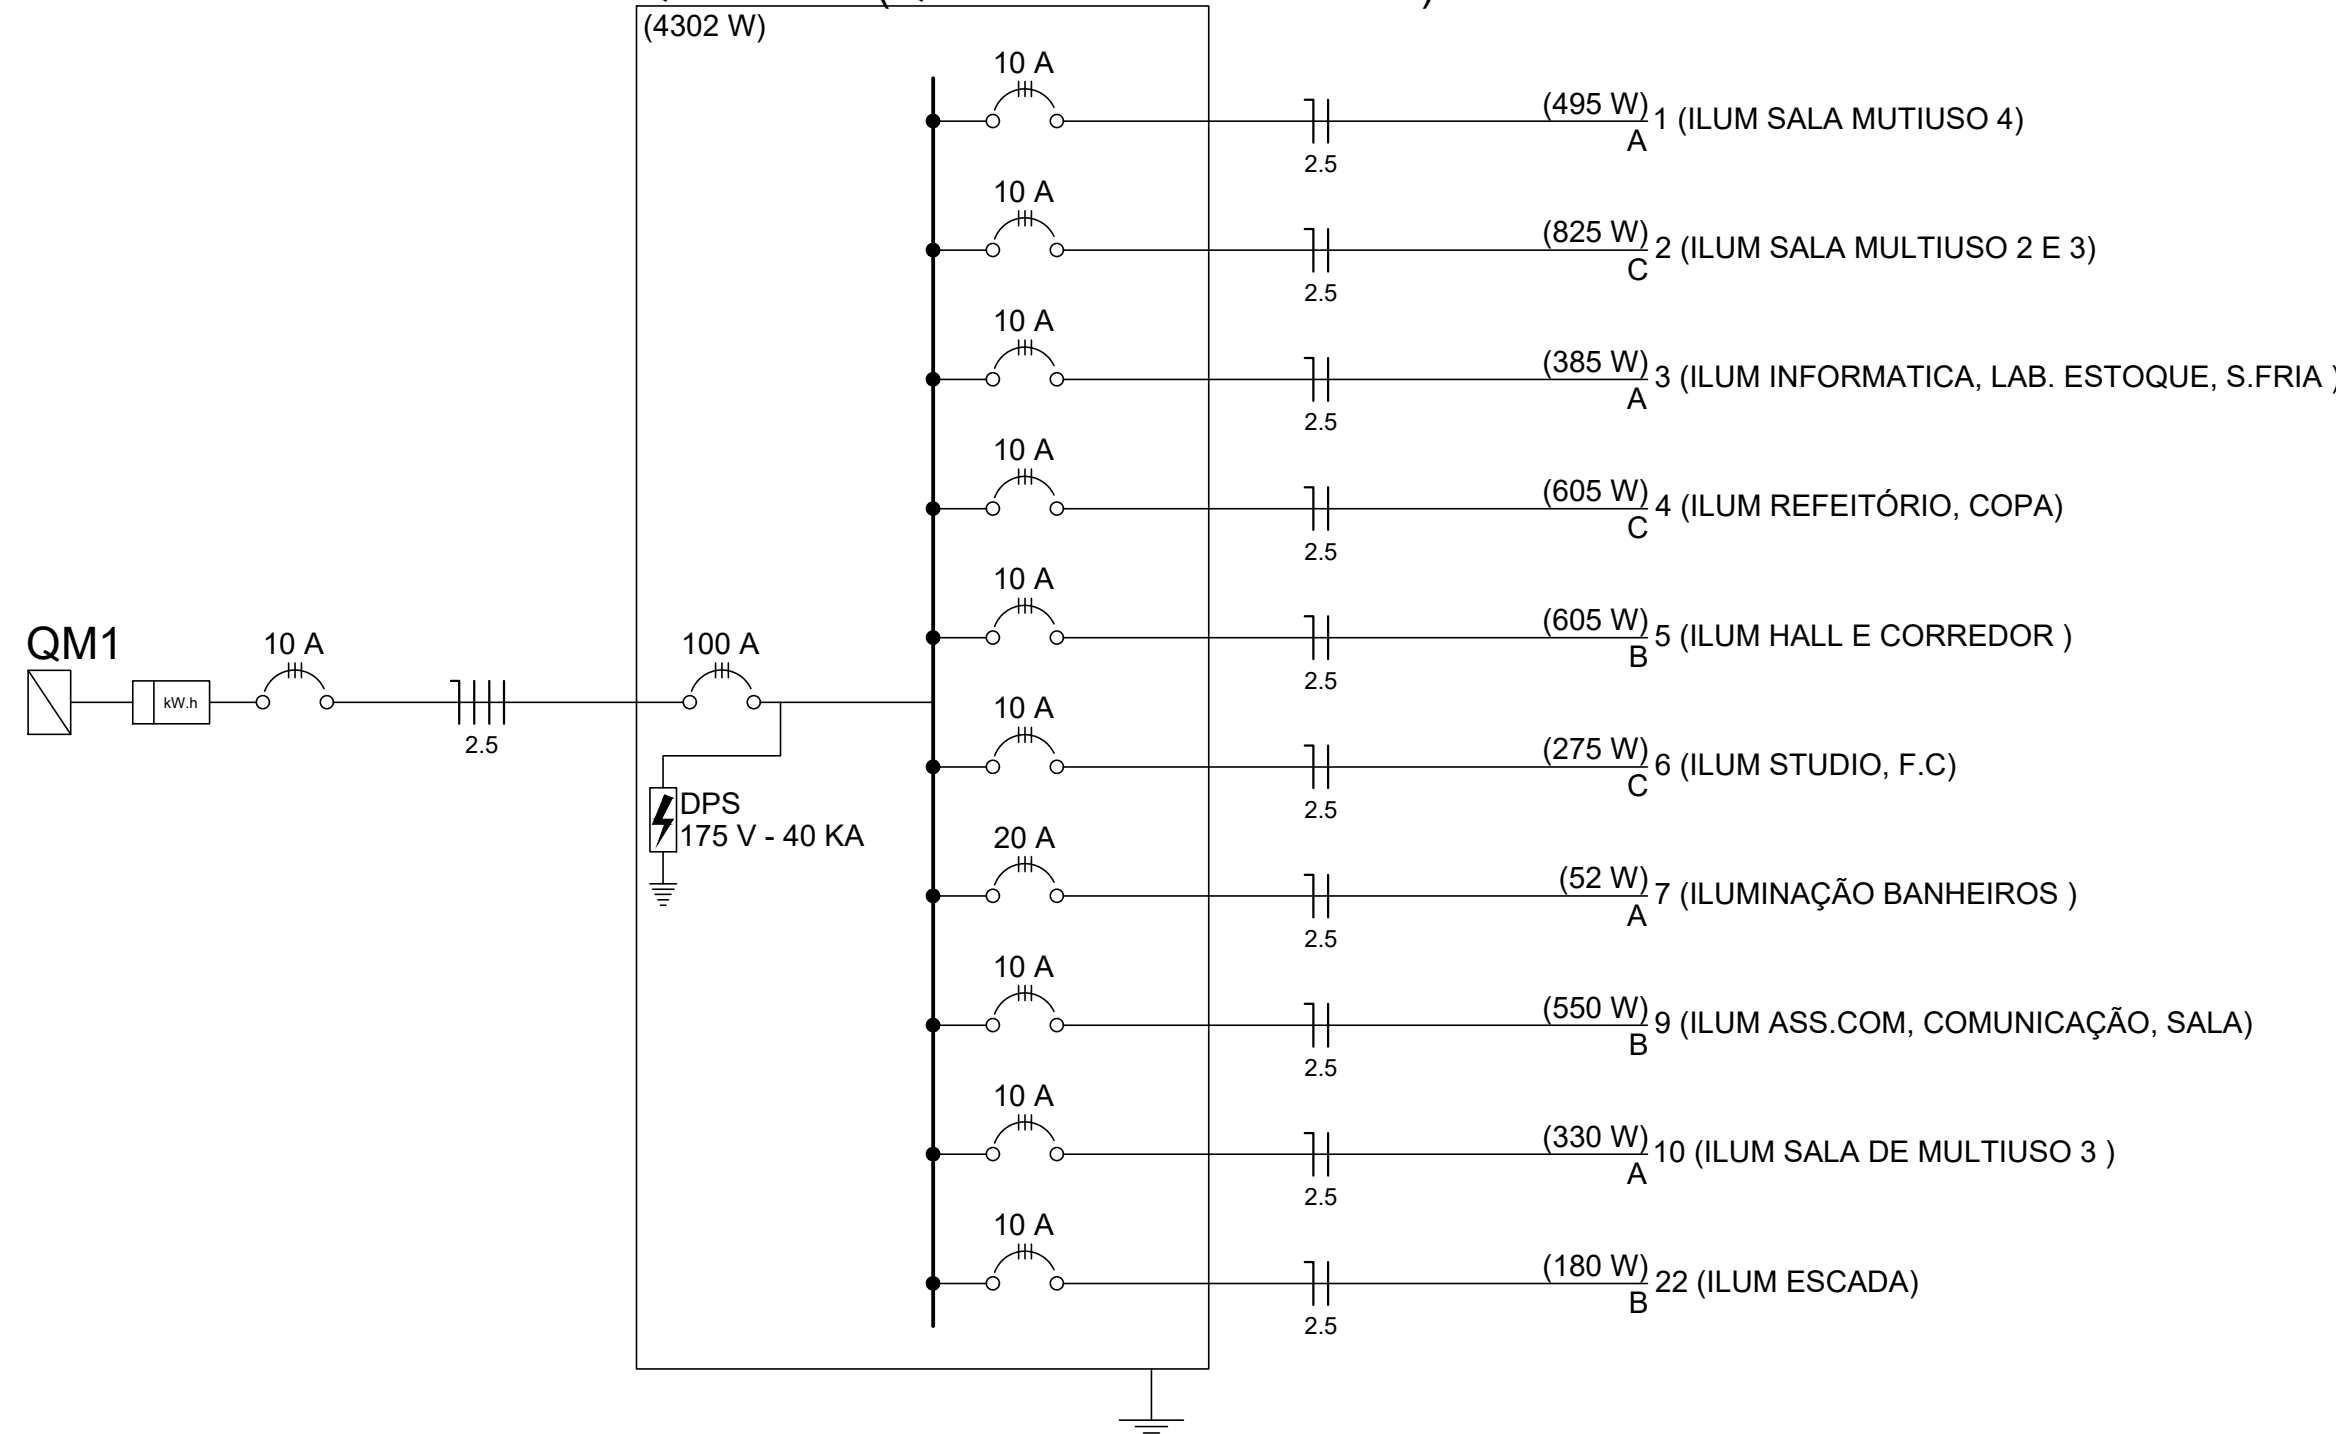 (4302 W)
10 A
(495 W)
1 (ILUM SALA MUTIUSO 4)
A
2.5
10 A
(825 W)
2 (ILUM SALA MULTIUSO 2 E 3)
C
2.5
10 A
(385 W)
3 (ILUM INFORMATICA, LAB. ESTOQUE, S.FRIA )
A
2.5
10 A
(605 W)
4 (ILUM REFEITÓRIO, COPA)
C
2.5
10 A
(605 W)
5 (ILUM HALL E CORREDOR )
B
2.5
QM1
kW.h
10 A
2.5
100 A
DPS
175 V - 40 KA
10 A
(275 W)
6 (ILUM STUDIO, F.C)
C
2.5
20 A
(52 W)
7 (ILUMINAÇÃO BANHEIROS )
A
2.5
10 A
(550 W)
9 (ILUM ASS.COM, COMUNICAÇÃO, SALA)
B
2.5
10 A
(330 W)
10 (ILUM SALA DE MULTIUSO 3 )
A
2.5
10 A
(180 W)
22 (ILUM ESCADA)
B
2.5